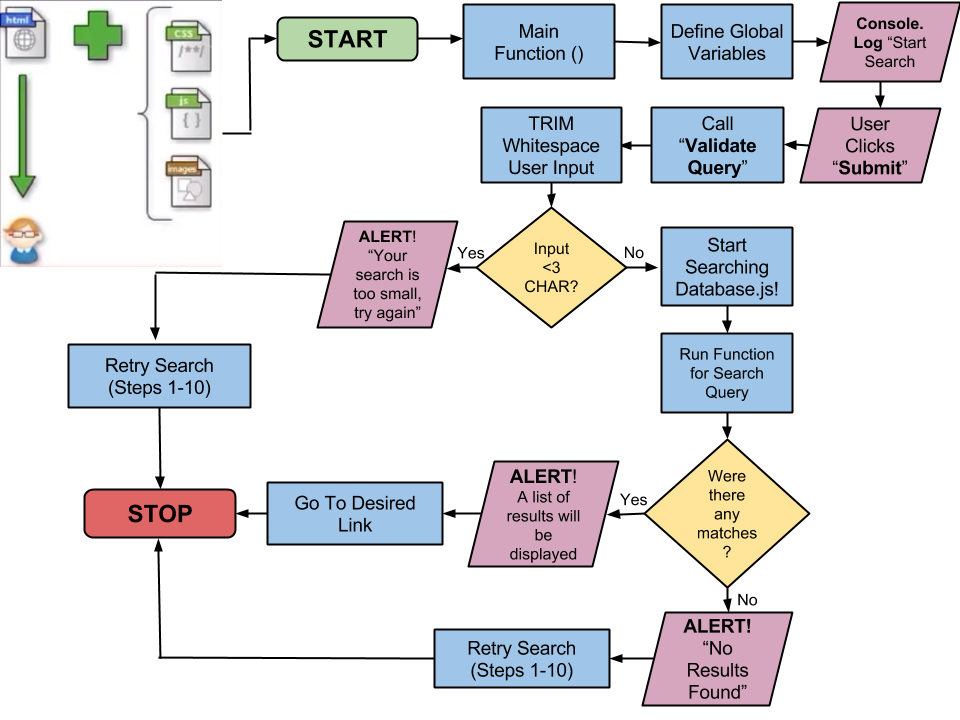 html
CSS
/**/
js
{ }
images
START
Main
Function ()
Define Global
Variables
Console.
Log “Start
Search
User
Clicks
“Submit”
Call
“Validate
Query”
TRIM
Whitespace
User Input
Input
<3
CHAR?
Yes
No
ALERT!
“Your
search is
too small,
try again”
Start
Searching
Database.js!
Retry Search
(Steps 1-10)
Run Function
for Search
Query
Were
there
any
matches
?
Yes
No
ALERT!
A list of
results will
be
displayed
Go To Desired
Link
STOP
ALERT!
“No
Results
Found”
Retry Search
(Steps 1-10)